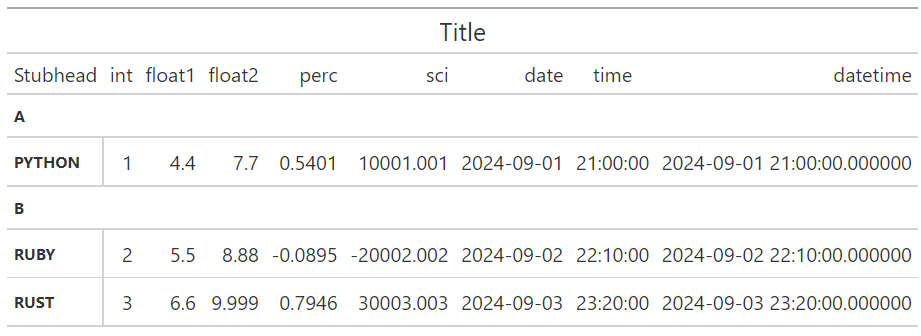 Title
Stubhead int float1 float2 perc sci date time datetime
A
PYTHON 1 4.4 7.7 0.5401 10001.001 2024-09-01 21:00:00 2024-09-01 21:00:00.000000
B
RUBY 2 5.5 8.88 -0.0895 -20002.002 2024-09-02 22:10:00 2024-09-02 22:10:00.000000
RUST 3 6.6 9.999 0.7946 30003.003 2024-09-03 23:20:00 2024-09-03 23:20:00.000000